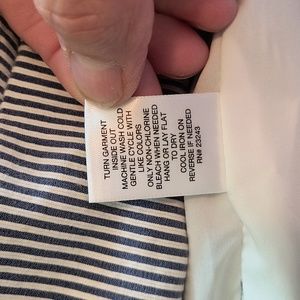 TURN GARMENT
INSIDE OUT
MACHINE WASH COLD
GENTLE CYCLE WITH
LIKE COLORS
ONLY NON-CHLORINE
BLEACH WHEN NEEDED
HANG OR LAY FLAT
TO DRY
COOL IRON ON
REVERSE IF NEEDED
RN# 23243